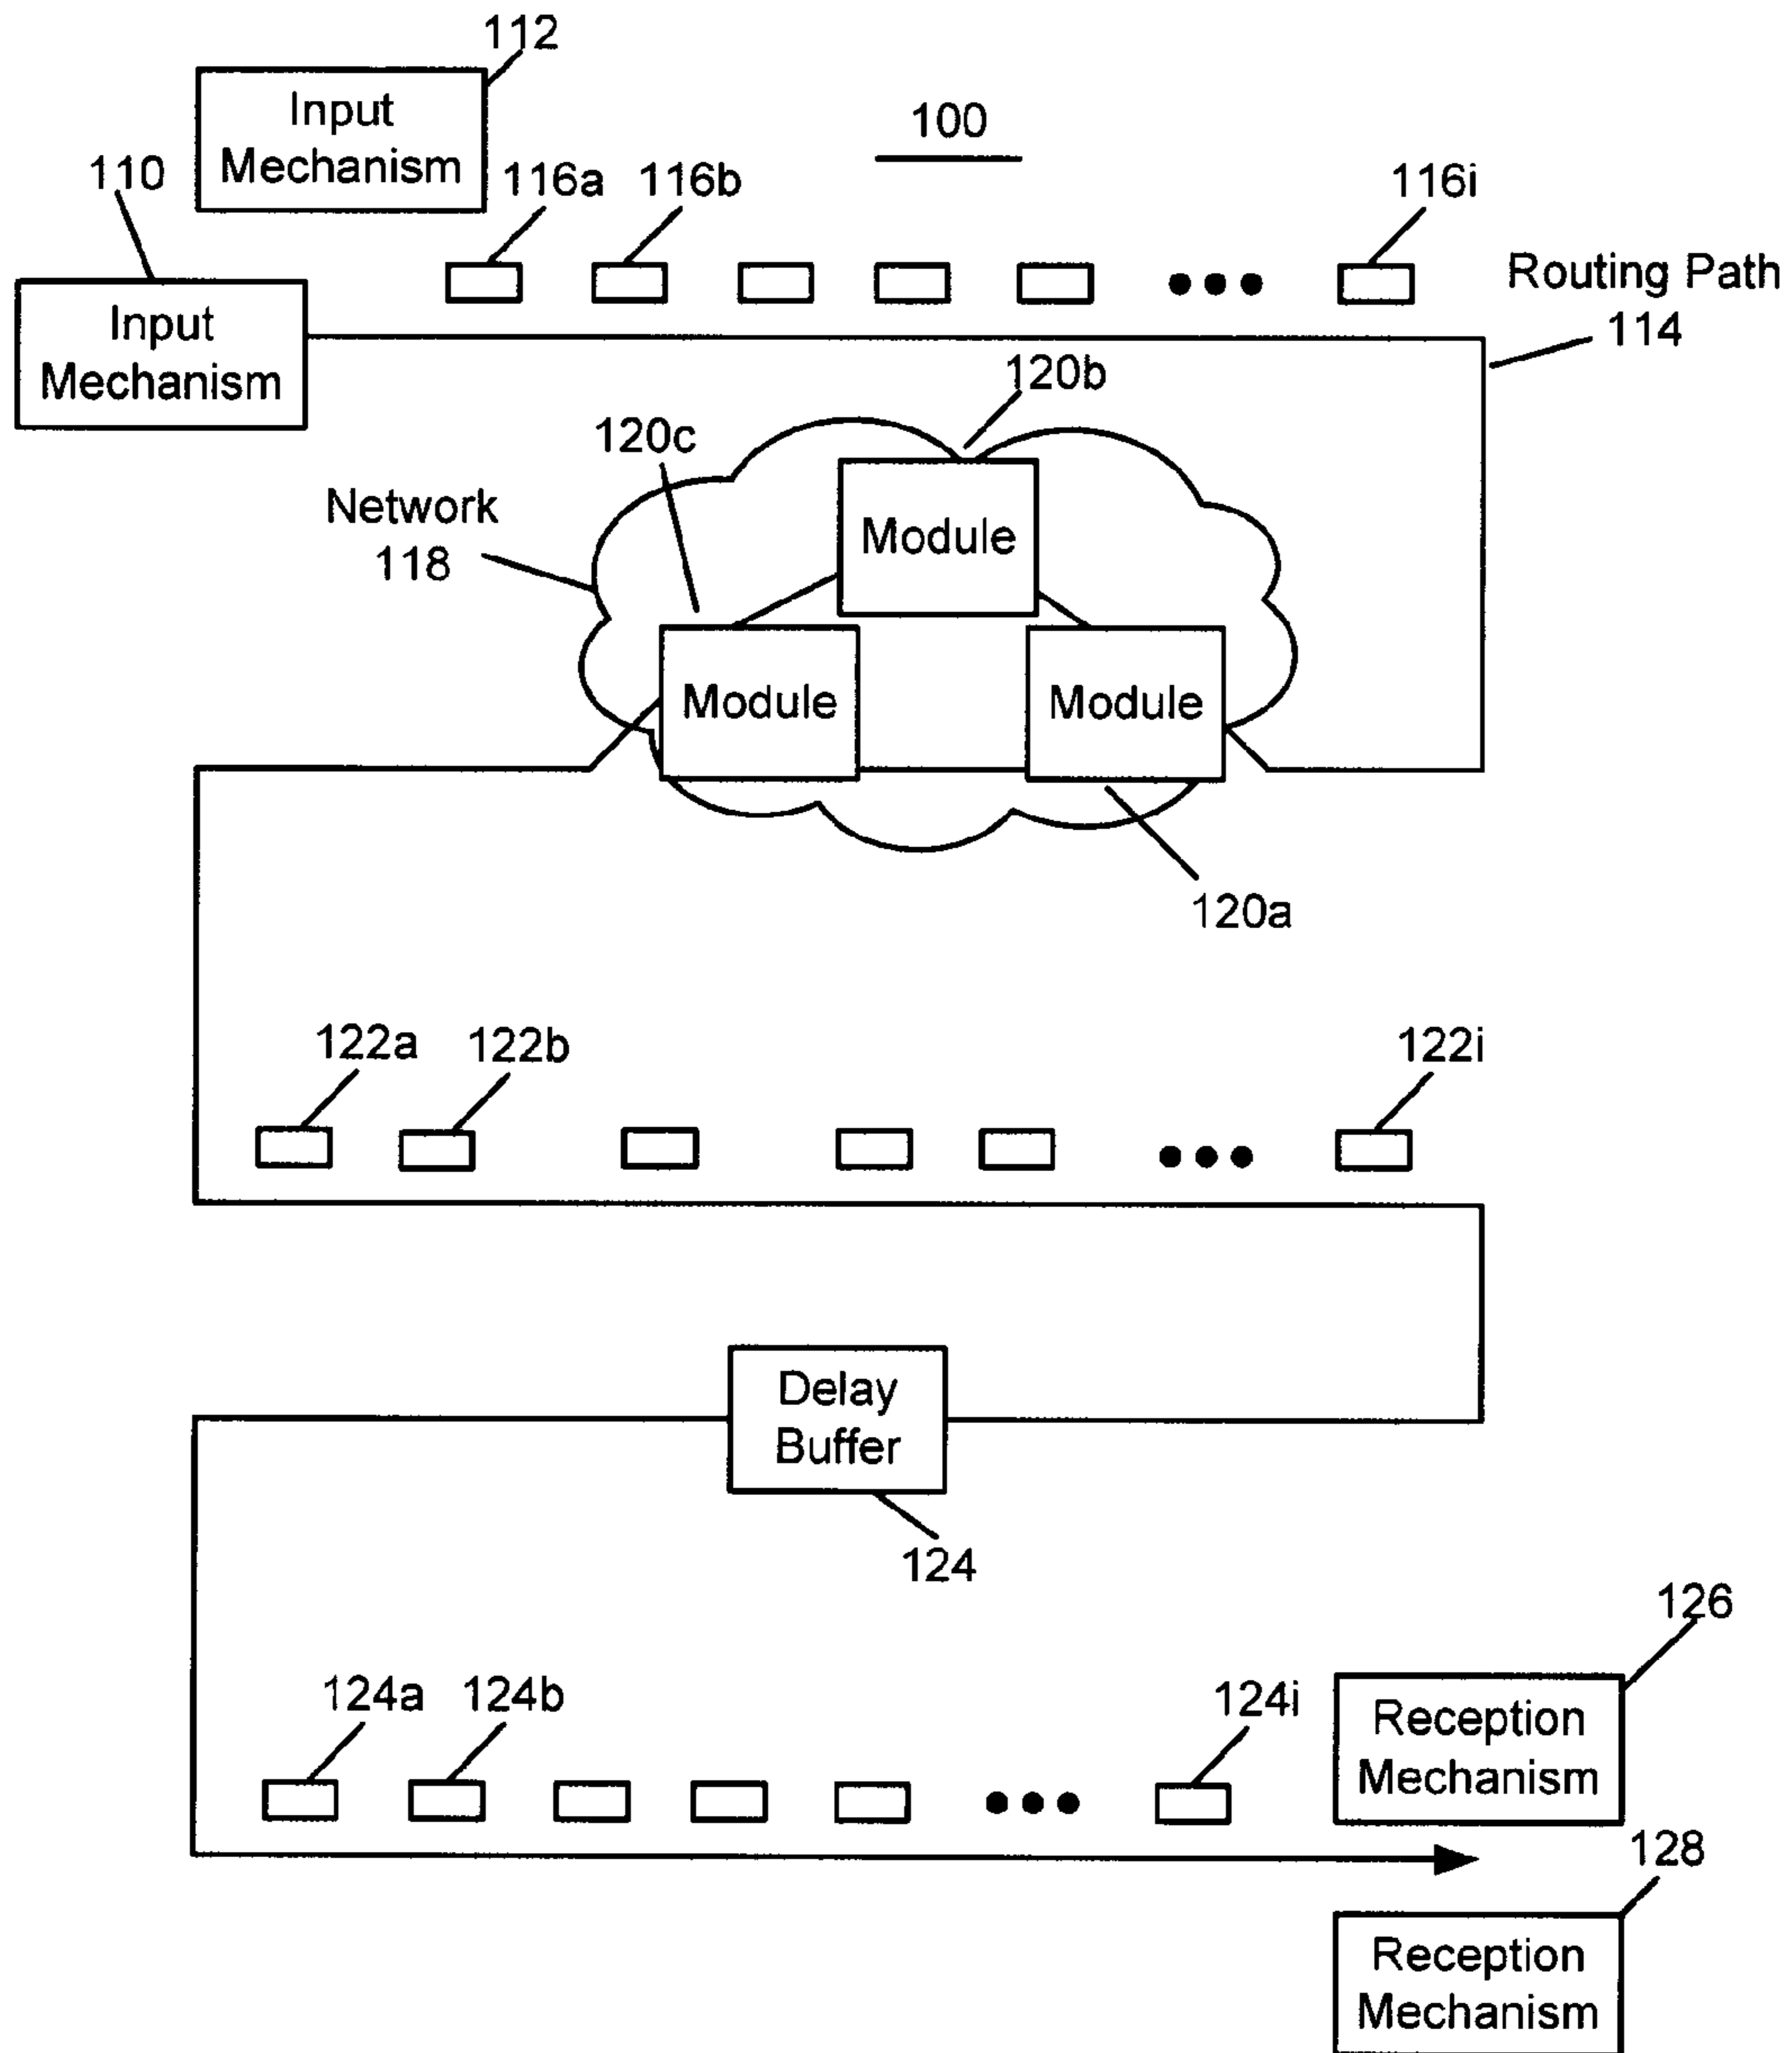 112
Input
Mechanism
100
110
116a
116b
116i
Input
Mechanism
Routing Path
114
120b
120c
Network
118
Module
Module
Module
120a
122a
122b
122i
Delay
Buffer
124
126
124a
124b
124i
Reception
Mechanism
128
Reception
Mechanism